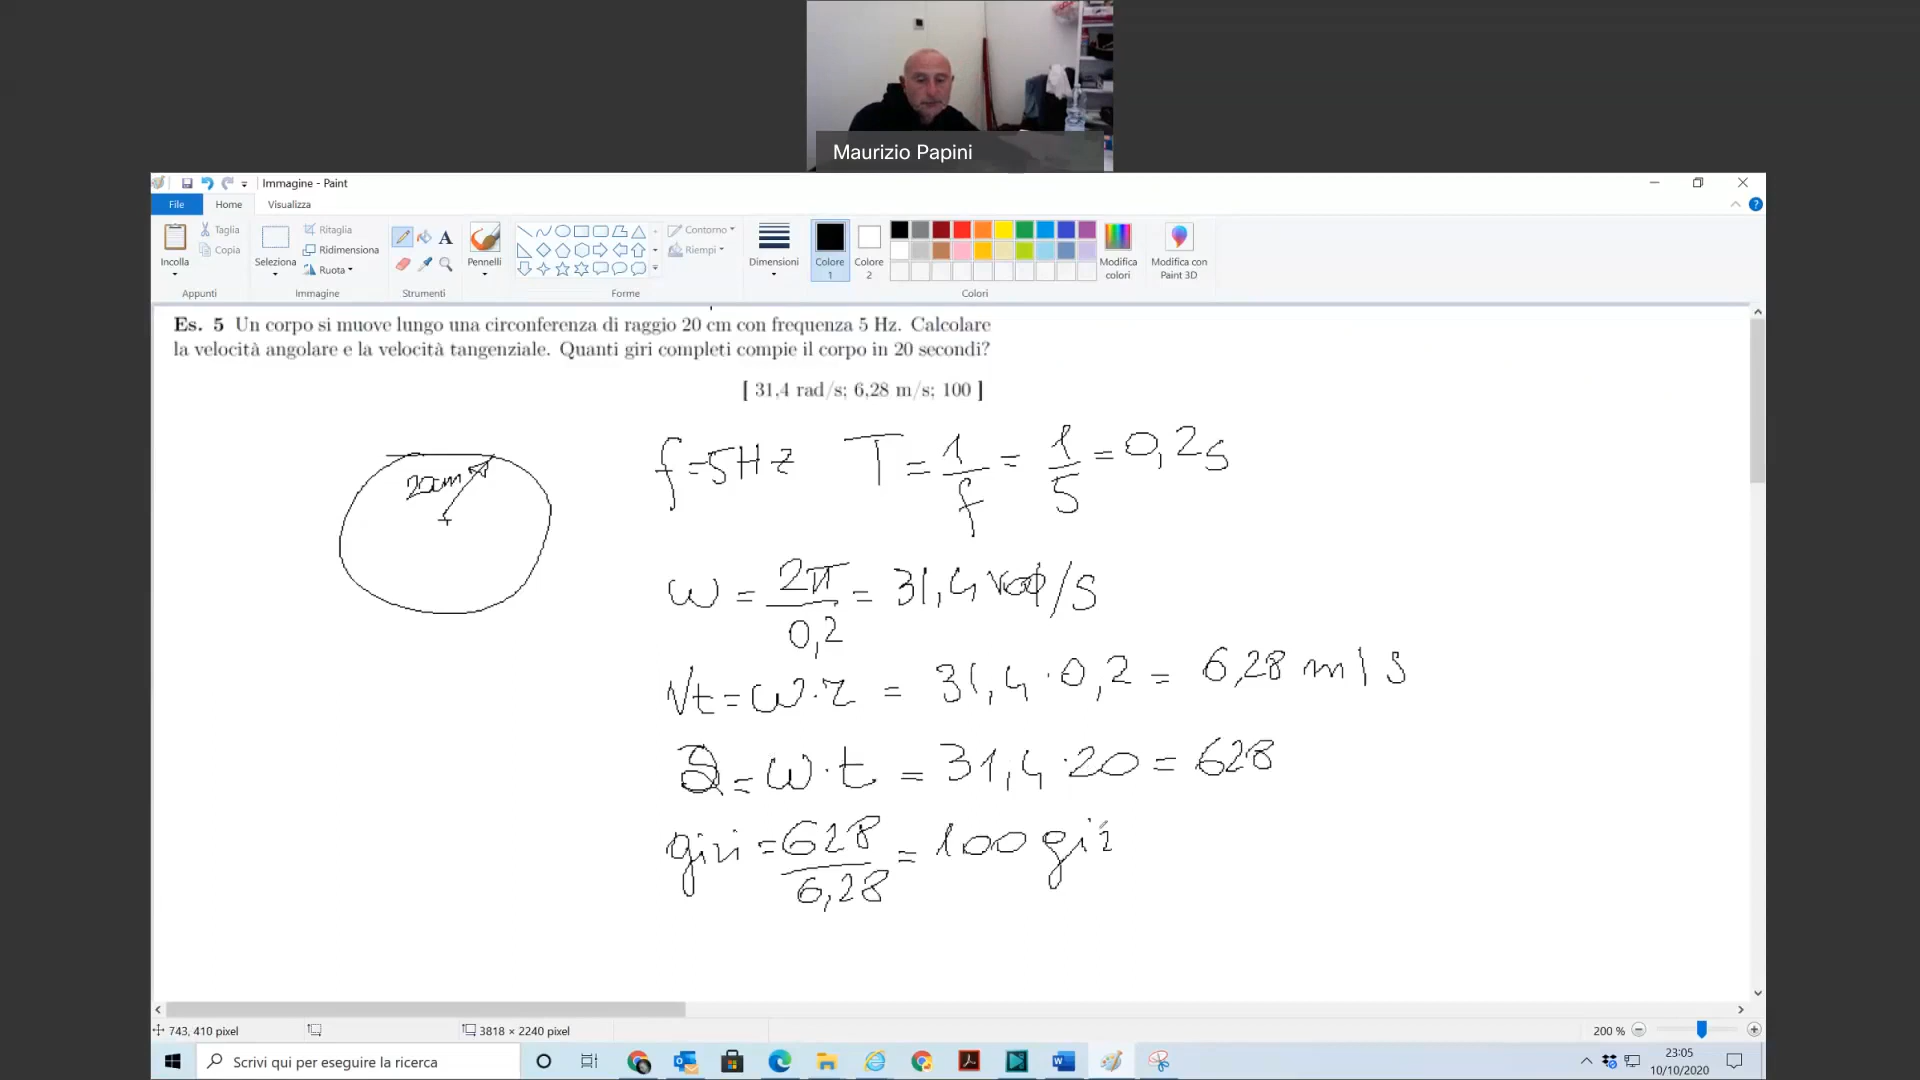 Maurizio Papini
Immagine - Paint
File Home Visualizza
Incolla
Taglia
Copia
Appunti
Seleziona
Ritaglia
Ridimensiona
Ruota
Immagine
A
Strumenti
Pennelli
Forme
Contorno
Riempi
Dimensioni
Colore 1
Colore 2
Colori
Modifica colori
Modifica con Paint 3D
Es. 5 Un corpo si muove lungo una circonferenza di raggio 20 cm con frequenza 5 Hz. Calcolare
la velocità angolare e la velocità tangenziale. Quanti giri completi compie il corpo in 20 secondi?
[ 31,4 rad/s; 6,28 m/s; 100 ]
20cm
f=5Hz T = 1/f = 1/5 = 0,2s
ω = 2π/0,2 = 31,4 rad/s
Vt = ω·r = 31,4·0,2 = 6,28 m/s
= ω·t = 31,4·20 = 628
giri = 628/6,28 = 100 giri
743, 410 pixel
3818 × 2240 pixel
200 %
Scrivi qui per eseguire la ricerca
23:05
10/10/2020